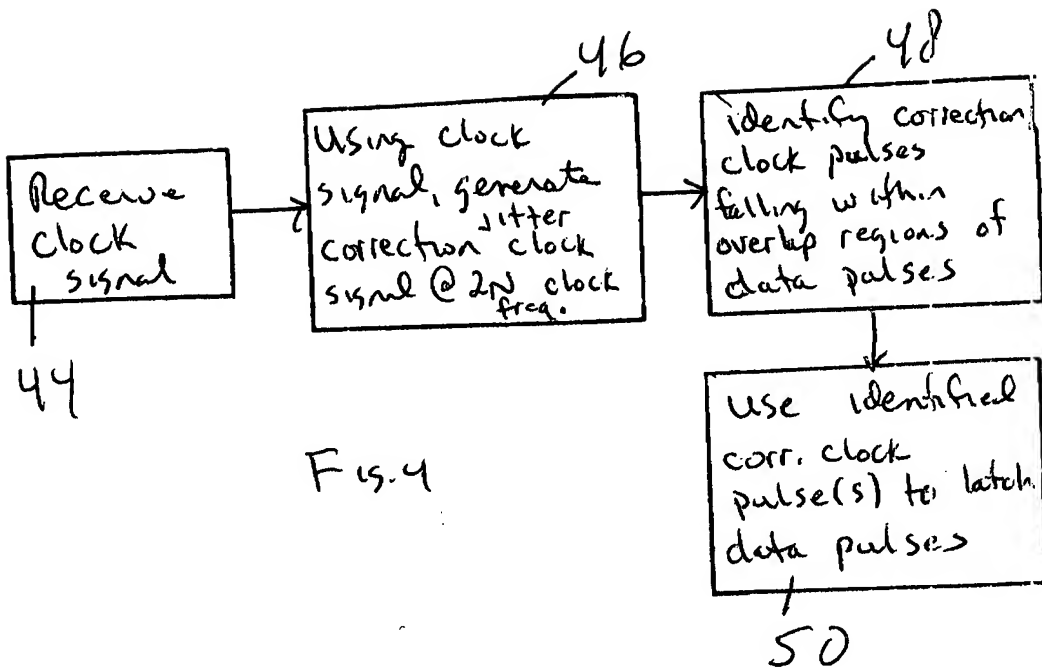 46
48
Receive
clock
signal
44
Using clock
signal, generate
jitter
correction clock
signal @ 2N clock
freq.
identify correction
clock pulses
falling within
overlap regions of
data pulses
use identified
corr. clock
pulse(s) to latch
data pulses
50
Fig. 4